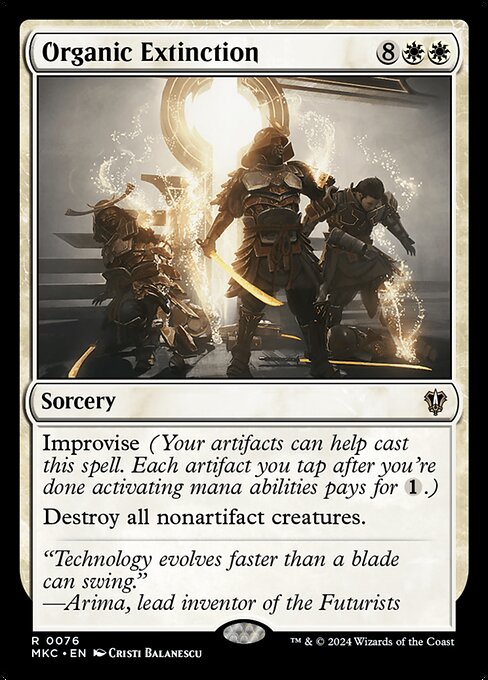 Organic Extinction 8
Sorcery
Improvise (Your artifacts can help cast
this spell. Each artifact you tap after you're
done activating mana abilities pays for 1.)
Destroy all nonartifact creatures.
“Technology evolves faster than a blade
can swing.”
—Arima, lead inventor of the Futurists
R 0076
MKC • EN Cristi Balanescu
™ & © 2024 Wizards of the Coast